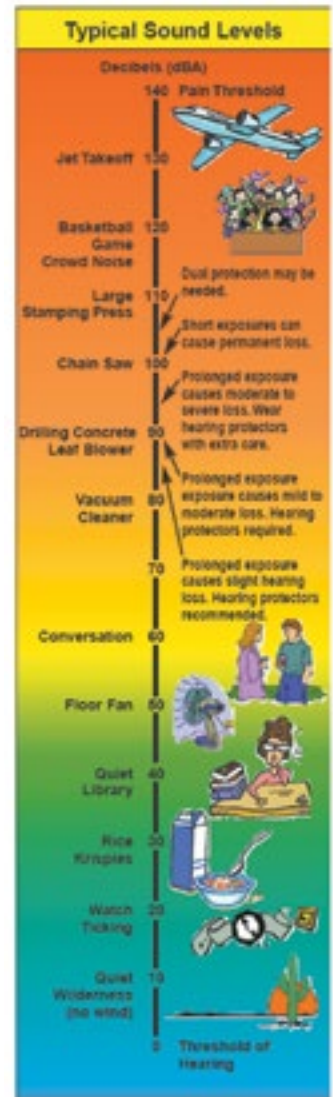 Typical Sound Levels
Decibels (dBA)
140 Pain Threshold
Jet Takeoff 130
Basketball 120
Game
Crowd Noise
Dual protection may be
needed.
Large 110
Stamping Press
Short exposures can
cause permanent loss.
Chain Saw 100
Prolonged exposure
causes moderate to
severe loss. Wear
hearing protectors
with extra care.
Drilling Concrete 90
Leaf Blower
Prolonged exposure
exposure causes mild to
moderate loss. Hearing
protectors required.
Vacuum 80
Cleaner
70
Prolonged exposure
causes slight hearing
loss. Hearing protectors
recommended.
Conversation 60
Floor Fan 50
Quiet 40
Library
Rice 30
Krispies
Watch 20
Ticking
Quiet 10
Wilderness
(no wind)
0 Threshold of
Hearing